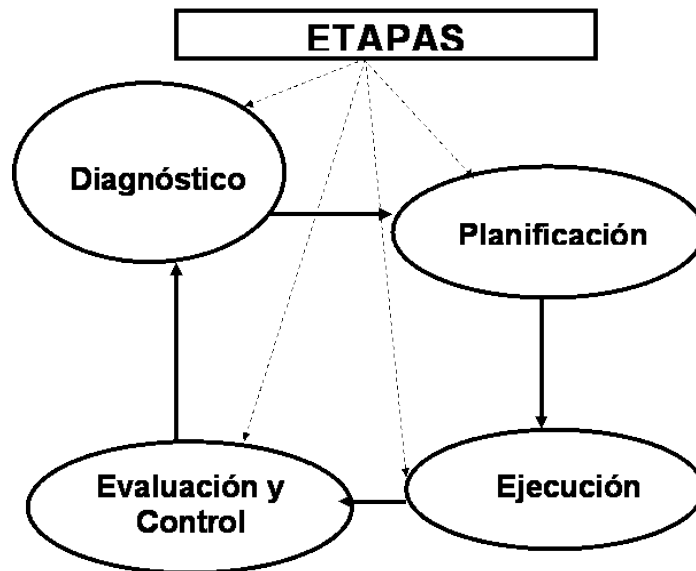 ETAPAS
Diagnóstico
Planificación
Evaluación y
Control
Ejecución